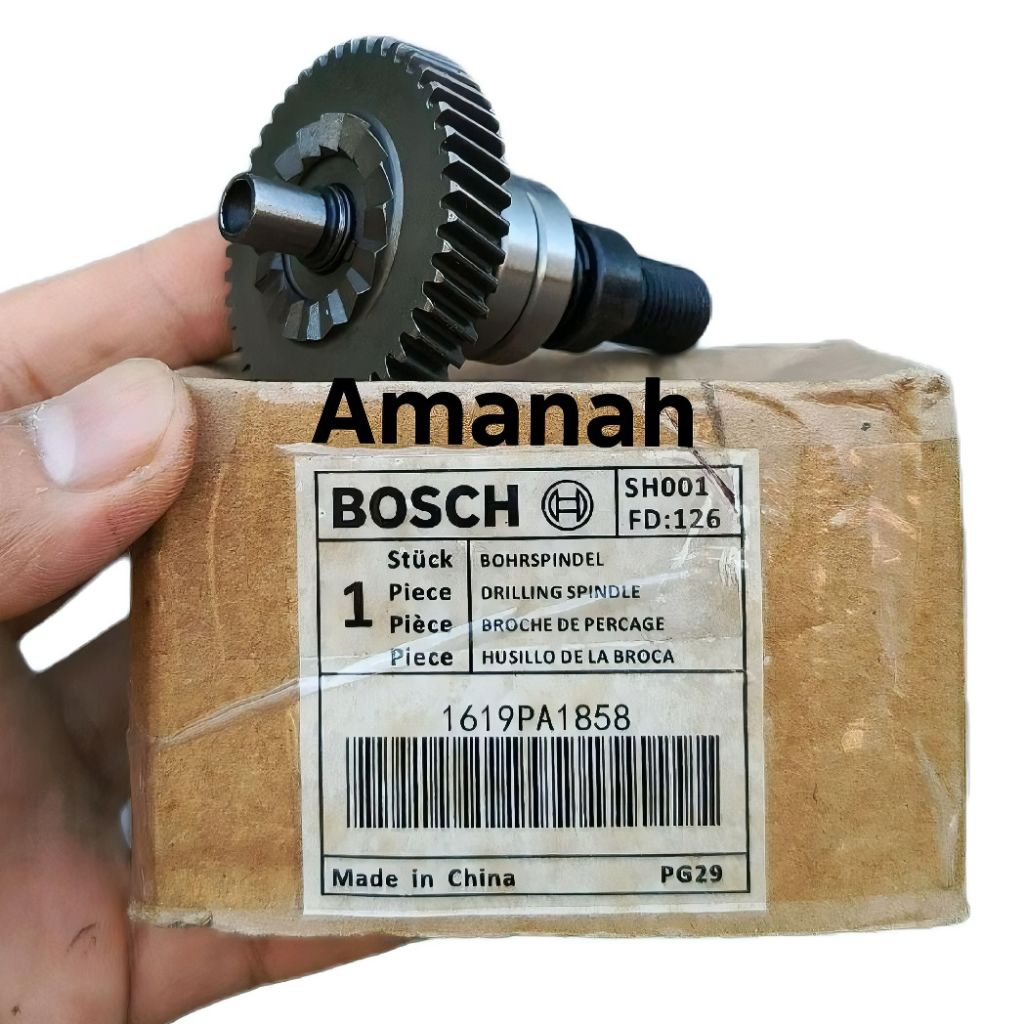 Amanah
BOSCH
SH001
FD:126
1
Stück
Piece
Pièce
Piece
BOHRSPINDEL
DRILLING SPINDLE
BROCHE DE PERCAGE
HUSILLO DE LA BROCA
1619PA1858
Made in China
PG29